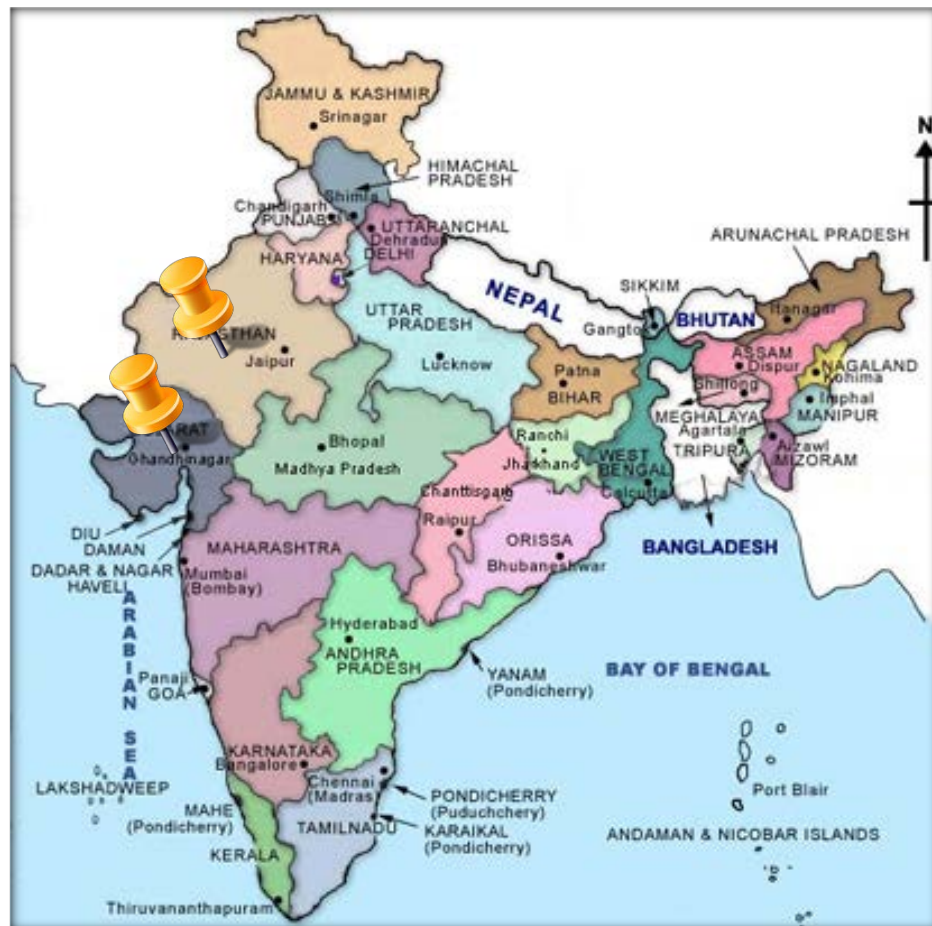 JAMMU & KASHMIR
Srinagar
N
HIMACHAL
PRADESH
Shimla
Chandigarh
PUNJAB
UTTARANCHAL
Dehradun
DELHI
HARYANA
ARUNACHAL PRADESH
SIKKIM
NEPAL
BHUTAN
Itanagar
UTTAR
PRADESH
Gangtok
Jaipur
Lucknow
ASSAM
Dispur
NAGALAND
Kohima
Patna
BIHAR
Shillong
Imphal
MANIPUR
MEGHALAYA
Agartala
TRIPURA
Aizawl
MIZORAM
Ranchi
Jharkhand
Bhopal
Madhya Pradesh
Ghandhinagar
WEST
BENGAL
Calcutta
Chanttisgarh
Raipur
ORISSA
Bhubaneshwar
DIU
DAMAN
DADAR & NAGAR
HAVELI
MAHARASHTRA
Mumbai
(Bombay)
BANGLADESH
ARABIAN SEA
Hyderabad
ANDHRA
PRADESH
YANAM
(Pondicherry)
BAY OF BENGAL
Panaji
GOA
KARNATAKA
Bangalore
LAKSHADWEEP
Chennai
(Madras)
PONDICHERRY
(Puduchchery)
KARAIKAL
(Pondicherry)
Port Blair
MAHE
(Pondicherry)
TAMILNADU
ANDAMAN & NICOBAR ISLANDS
KERALA
Thiruvananthapuram